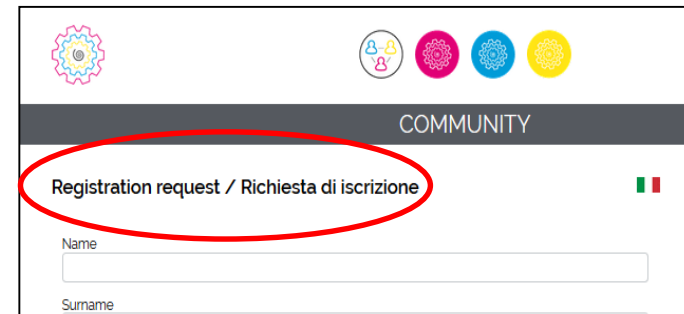 COMMUNITY
Registration request / Richiesta di iscrizione
Name
Surname